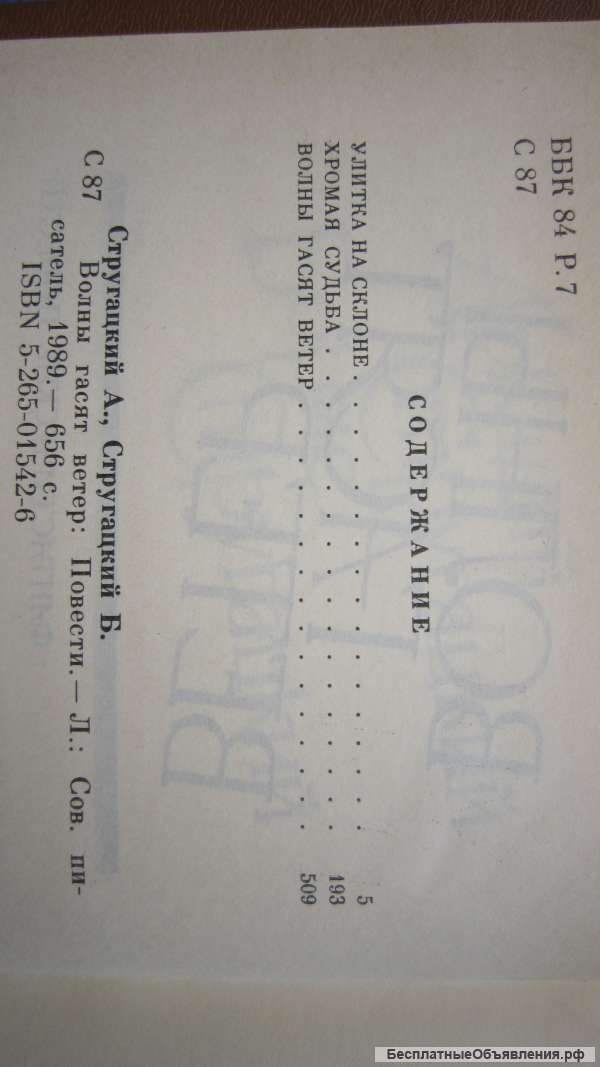 ББК 84 Р. 7
С 87
СОДЕРЖАНИЕ
УЛИТКА НА СКЛОНЕ . . . . . . . . . . . . . . . . . 5
ХРОМАЯ СУДЬБА . . . . . . . . . . . . . . . . . . 193
ВОЛНЫ ГАСЯТ ВЕТЕР . . . . . . . . . . . . . . . . 509
Стругацкий А., Стругацкий Б.
С 87 Волны гасят ветер: Повести.— Л.: Сов. пи-
сатель, 1989.— 656 с.
ISBN 5-265-01542-6
БесплатныеОбъявления.рф